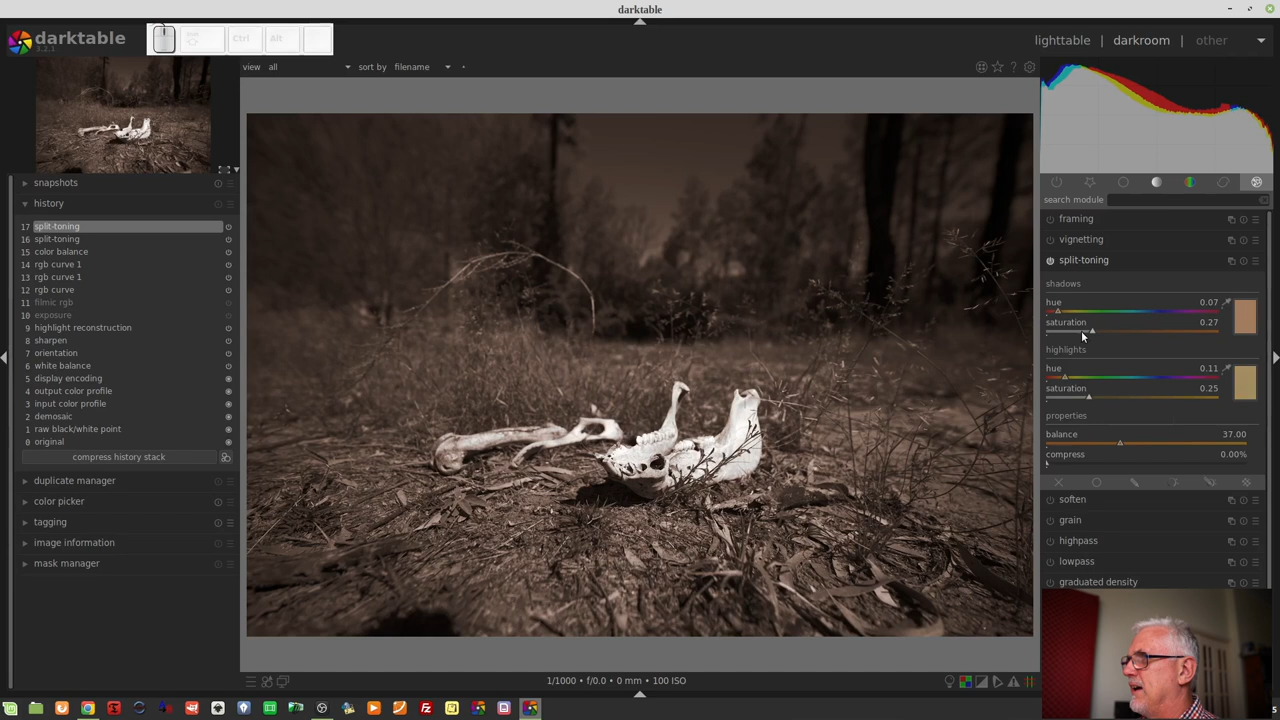 darktable
darktable
3.2.1
Ctrl
Alt
lighttable | darkroom | other
view all
sort by filename
snapshots
history
17 split-toning
16 split-toning
15 color balance
14 rgb curve 1
13 rgb curve 1
12 rgb curve
11 filmic rgb
10 exposure
9 highlight reconstruction
8 sharpen
7 orientation
6 white balance
5 display encoding
4 output color profile
3 input color profile
2 demosaic
1 raw black/white point
0 original
compress history stack
duplicate manager
color picker
tagging
image information
mask manager
1/1000 • f/0.0 • 0 mm • 100 ISO
search module
framing
vignetting
split-toning
shadows
hue 0.07
saturation 0.27
highlights
hue 0.11
saturation 0.25
properties
balance 37.00
compress 0.00%
soften
grain
highpass
lowpass
graduated density